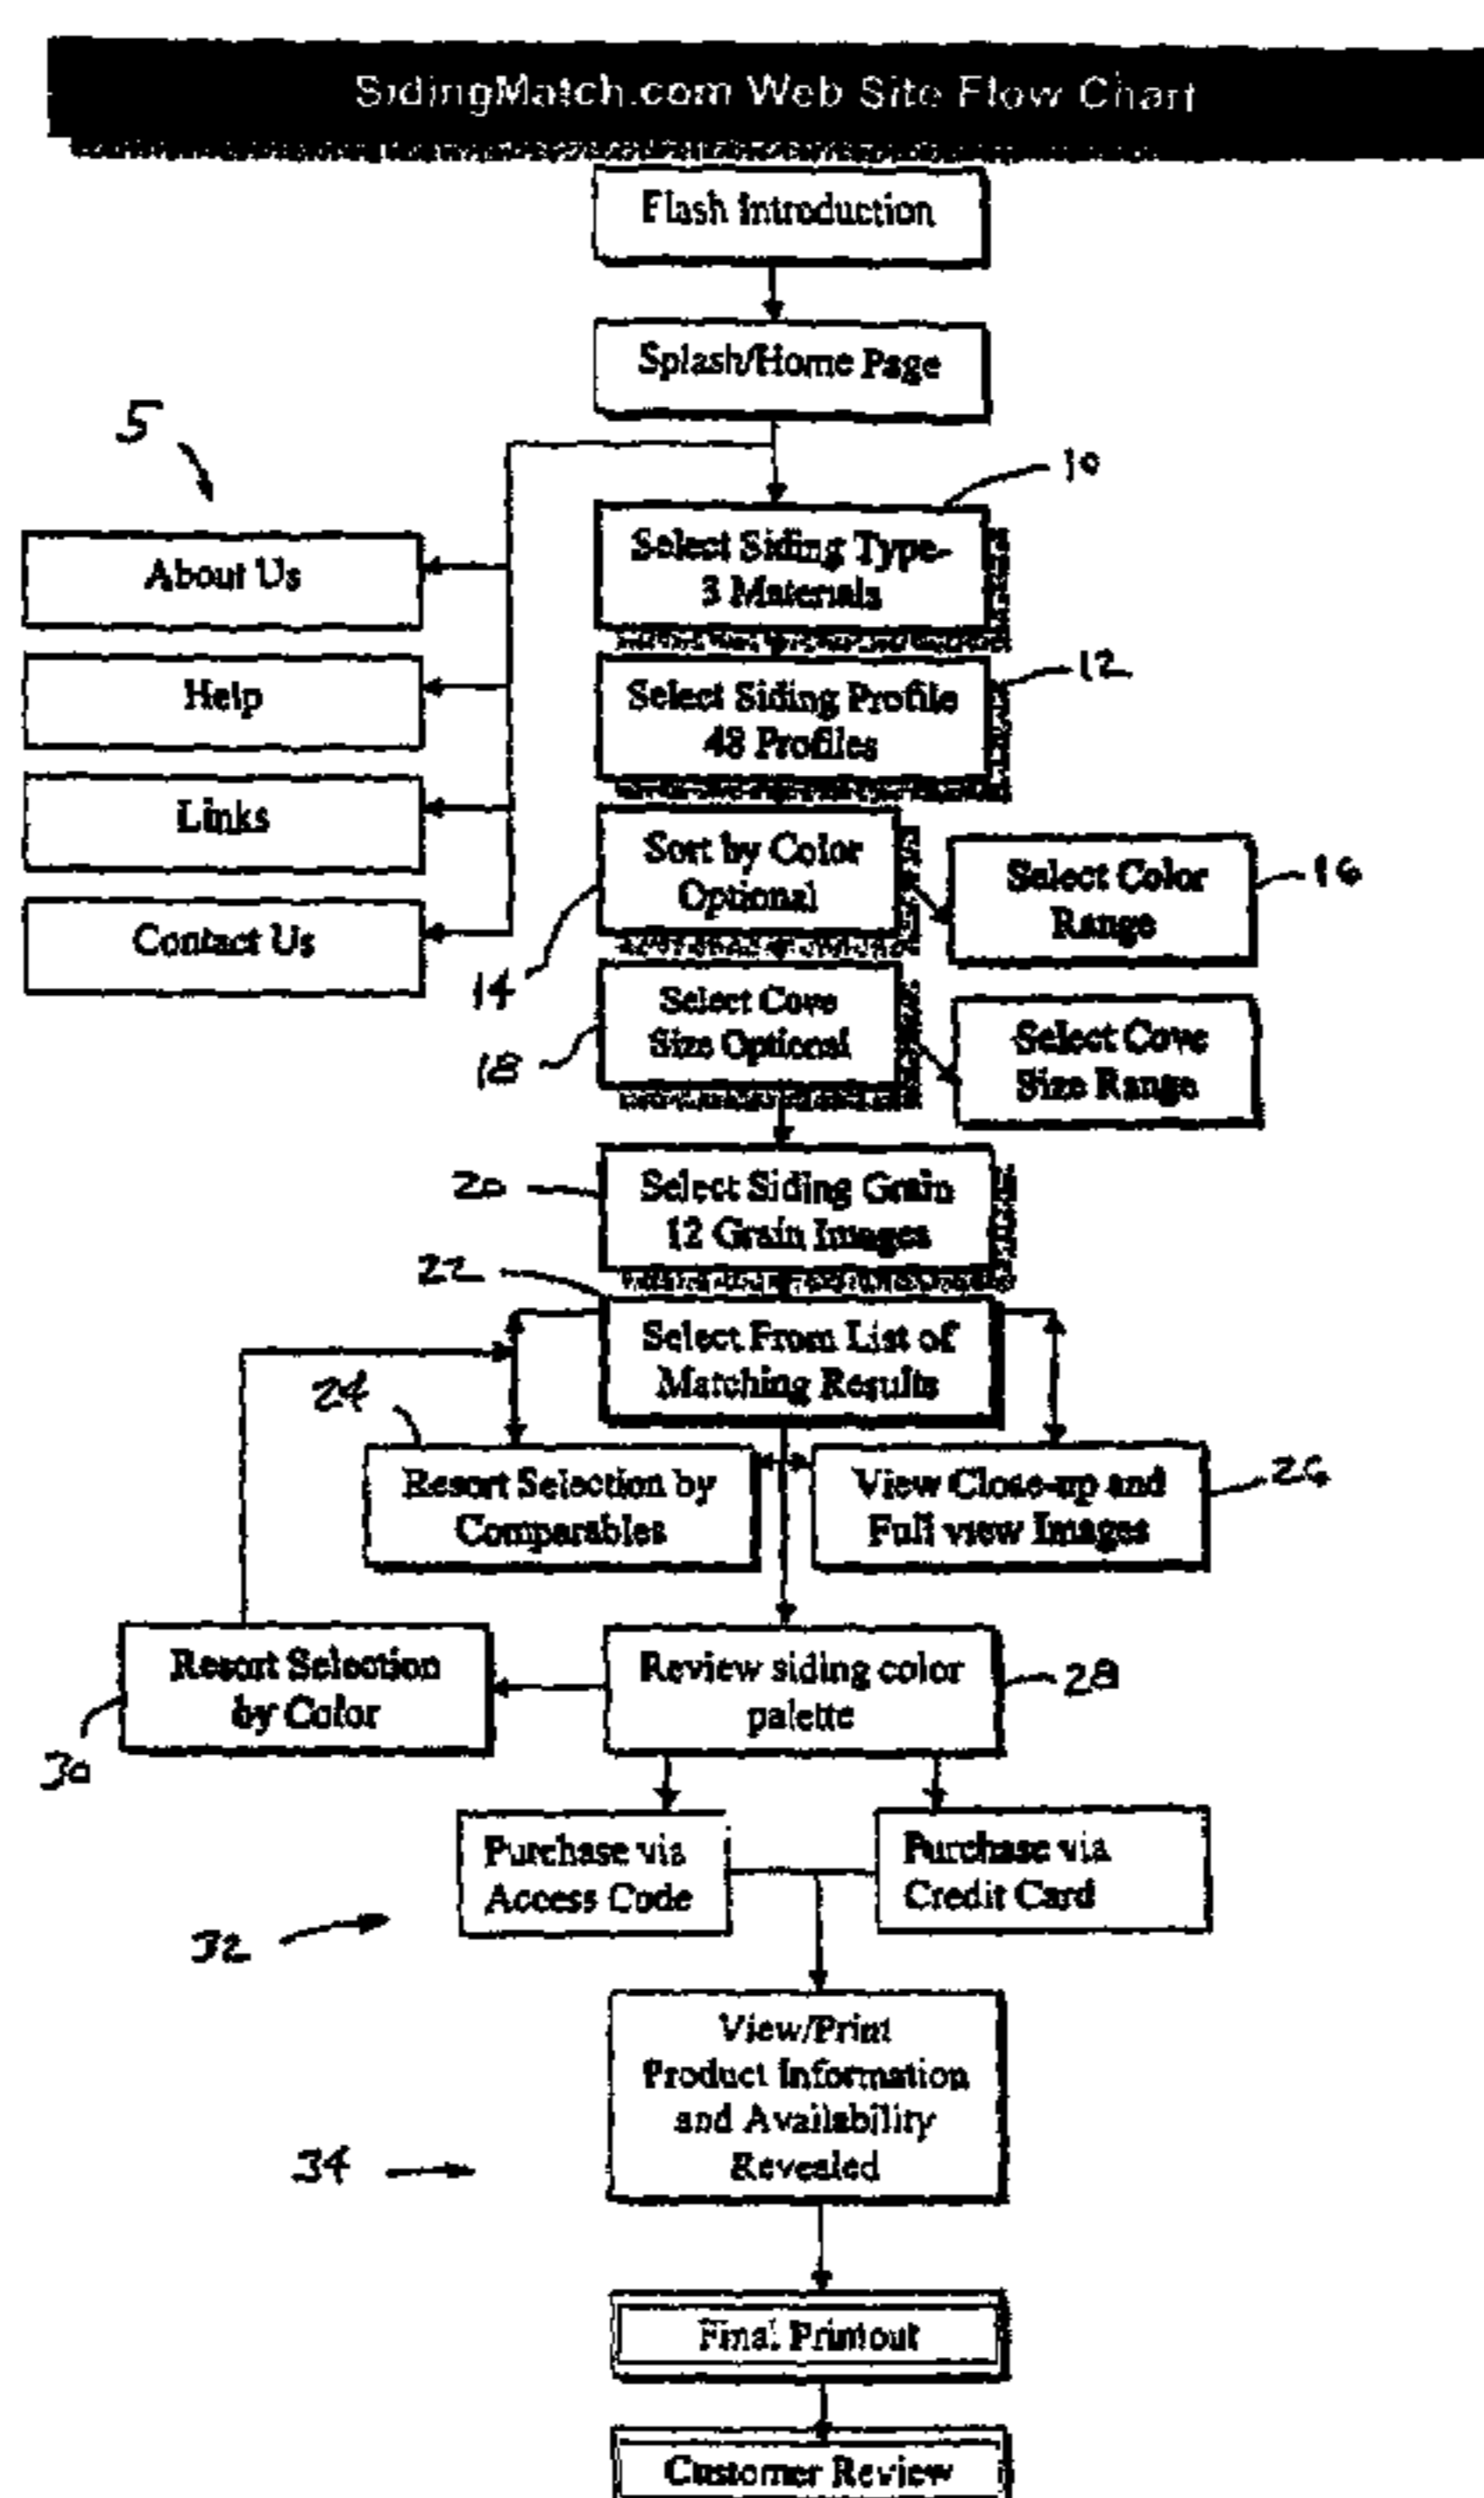 SidingMatch.com Web Site Flow Chart
Flash Introduction
Splash/Home Page
5
10
About Us
Select Siding Type-
3 Materials
Help
12
Select Siding Profile
48 Profiles
Links
Sort by Color
Optional
Select Color
Range
16
Contact Us
14
Select Cove
Size Optional
18
Select Cove
Size Range
20
Select Siding Grain
12 Grain Images
22
Select From List of
Matching Results
24
Resort Selection by
Comparables
View Close-up and
Full view Images
26
Resort Selection
by Color
Review siding color
palette
28
30
Purchase via
Access Code
Purchase via
Credit Card
32
View/Print
Product Information
and Availability
Revealed
34
Final Printout
Customer Review